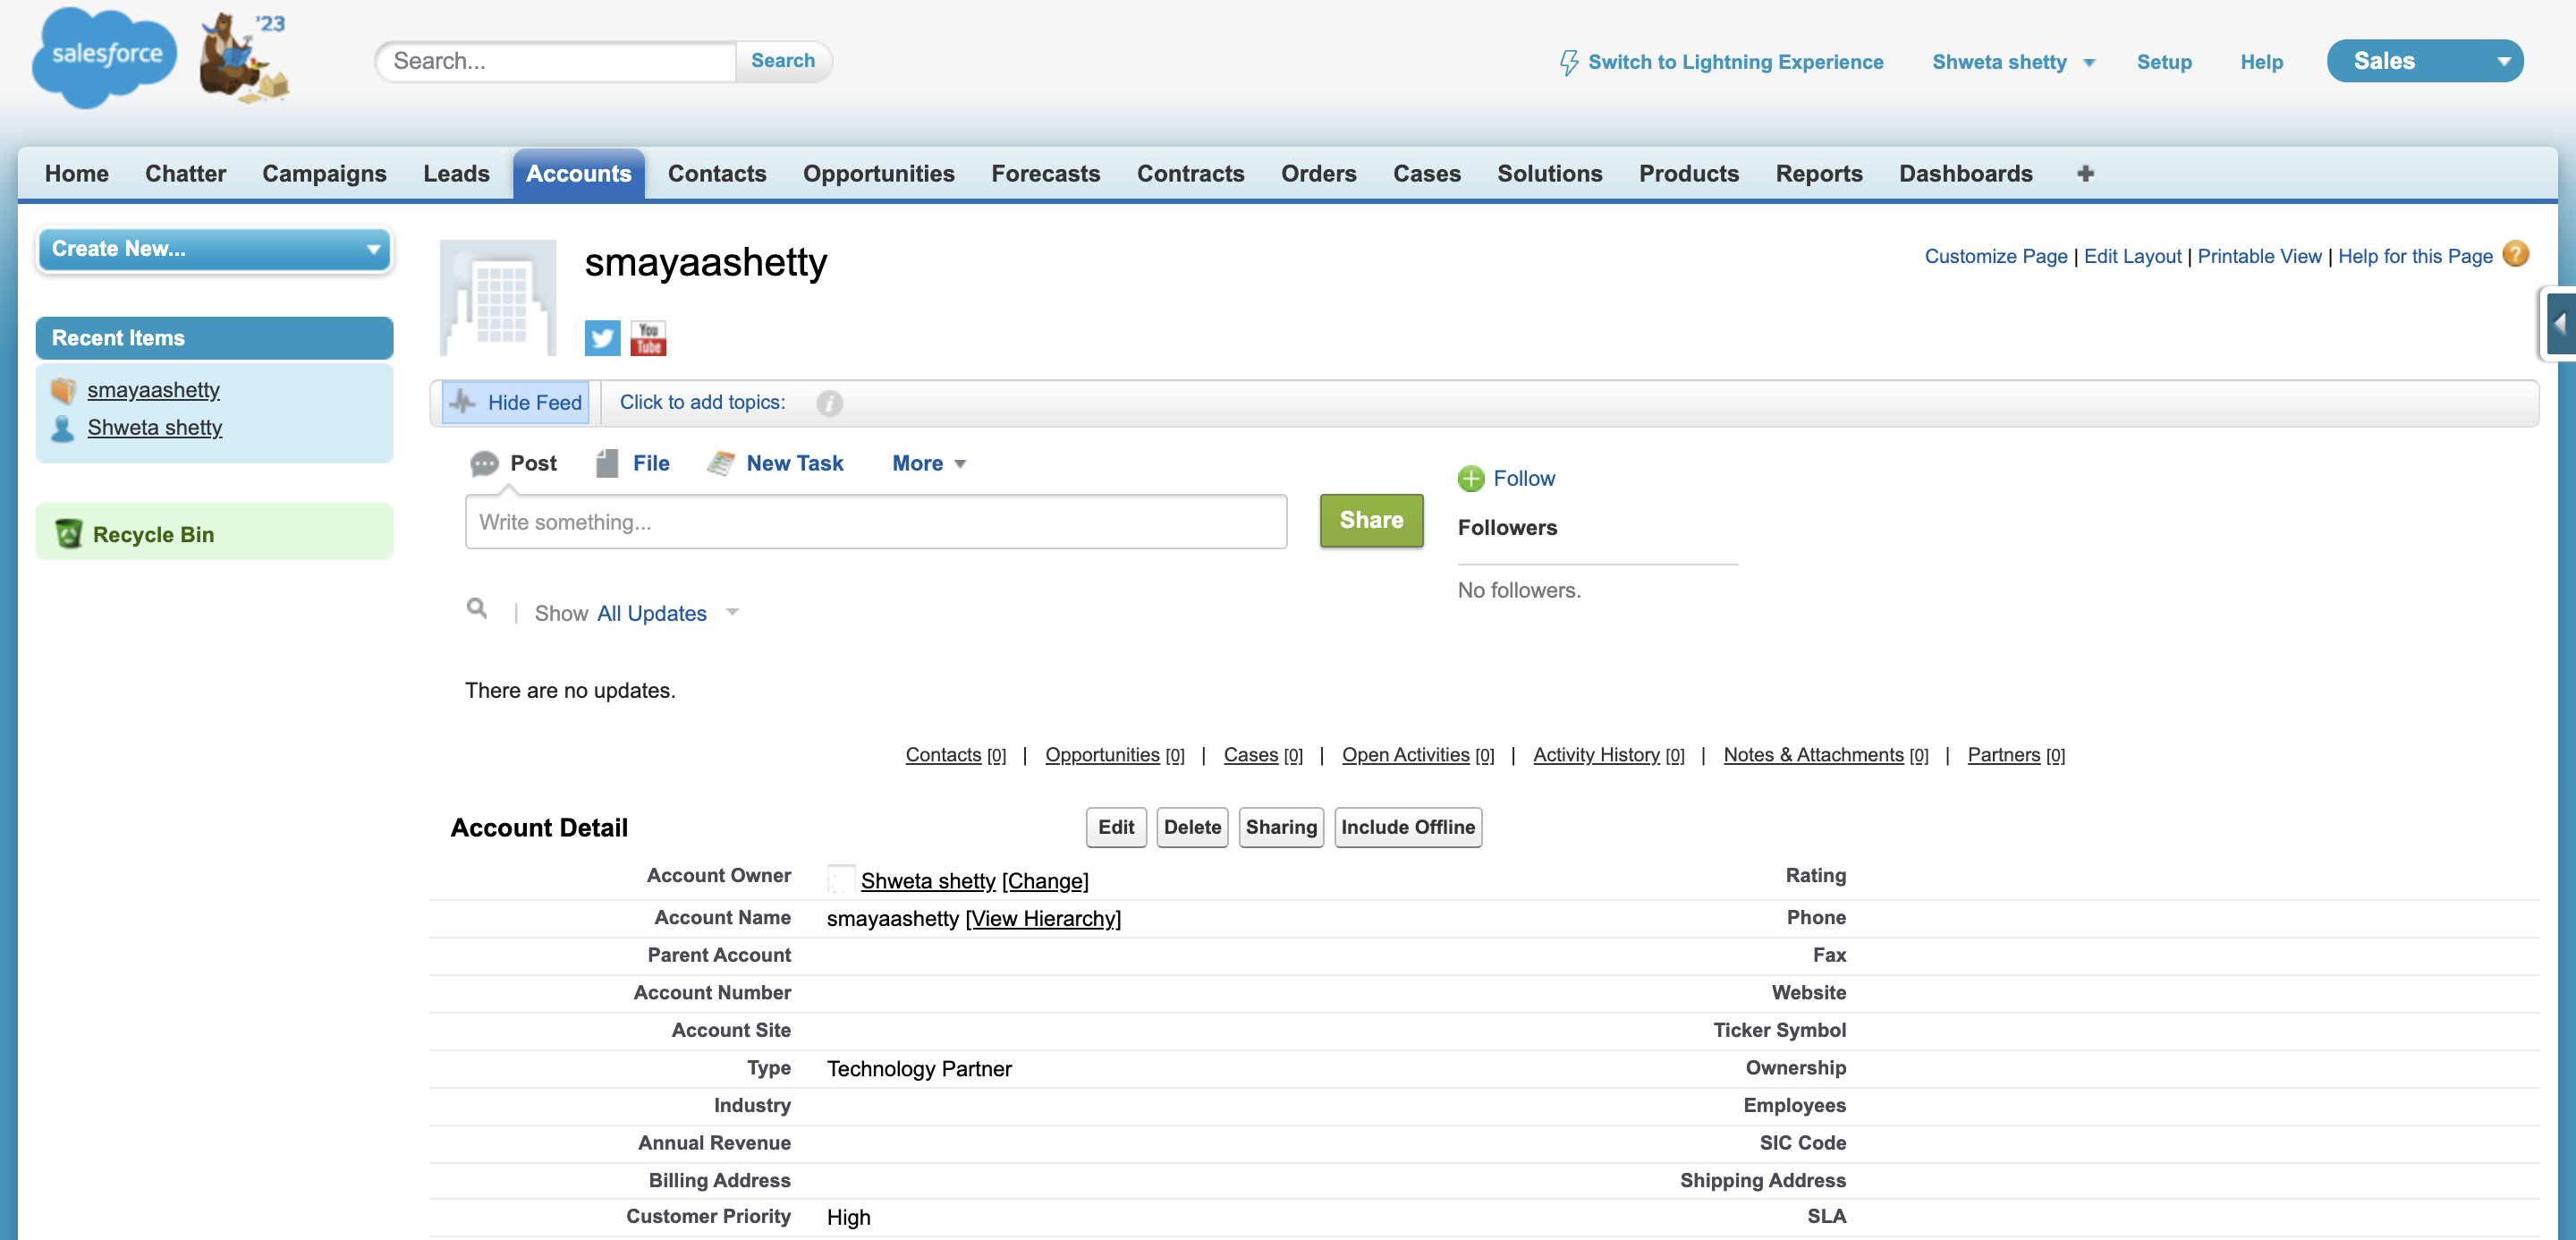 salesforce
'23
Search...
Search
Switch to Lightning Experience
Shweta shetty
Setup
Help
Sales
Home
Chatter
Campaigns
Leads
Accounts
Contacts
Opportunities
Forecasts
Contracts
Orders
Cases
Solutions
Products
Reports
Dashboards
+
Create New...
Recent Items
smayaashetty
Shweta shetty
Recycle Bin
smayaashetty
You
Tube
Customize Page | Edit Layout | Printable View | Help for this Page ?
Hide Feed
Click to add topics: i
Post
File
New Task
More
Write something...
Share
Follow
Followers
No followers.
Show All Updates
There are no updates.
Contacts [0] | Opportunities [0] | Cases [0] | Open Activities [0] | Activity History [0] | Notes & Attachments [0] | Partners [0]
Account Detail
Edit
Delete
Sharing
Include Offline
Account Owner Shweta shetty [Change] Rating
Account Name smayaashetty [View Hierarchy] Phone
Parent Account Fax
Account Number Website
Account Site Ticker Symbol
Type Technology Partner Ownership
Industry Employees
Annual Revenue SIC Code
Billing Address Shipping Address
Customer Priority High SLA